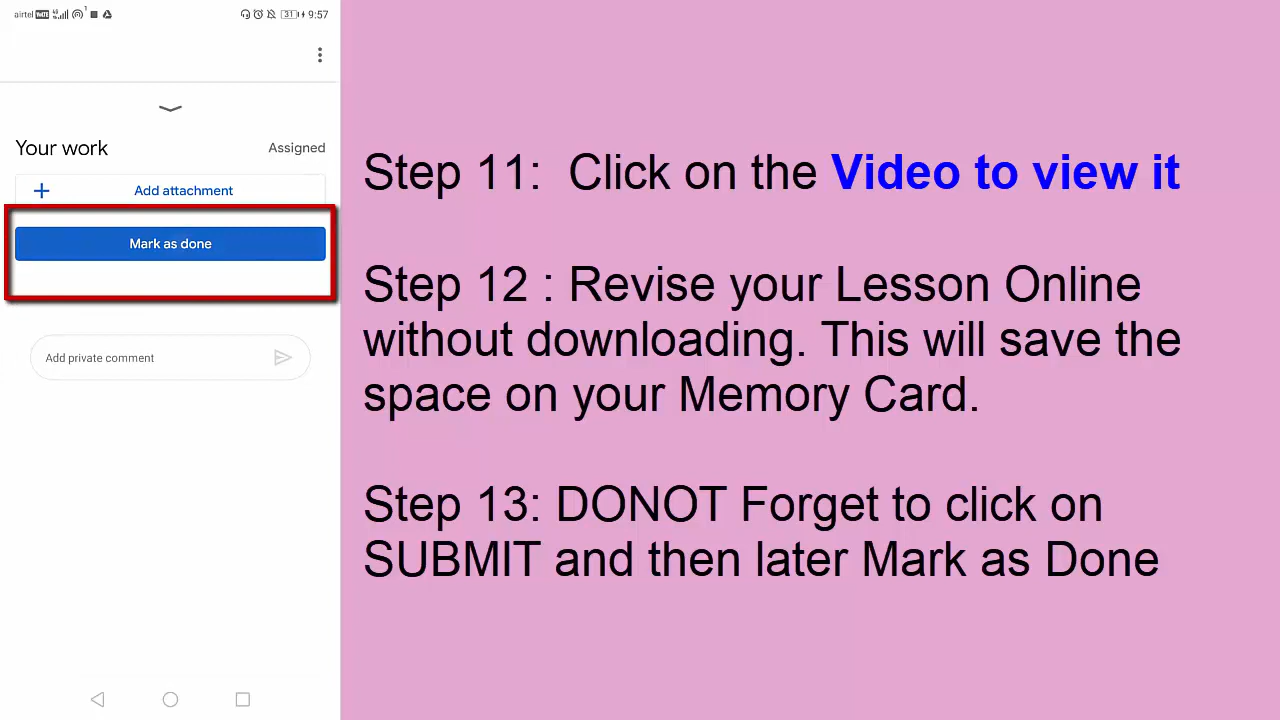 airtel 31 9:57
Your work Assigned
Add attachment
Mark as done
Add private comment
Step 11: Click on the Video to view it
Step 12 : Revise your Lesson Online
without downloading. This will save the
space on your Memory Card.
Step 13: DONOT Forget to click on
SUBMIT and then later Mark as Done